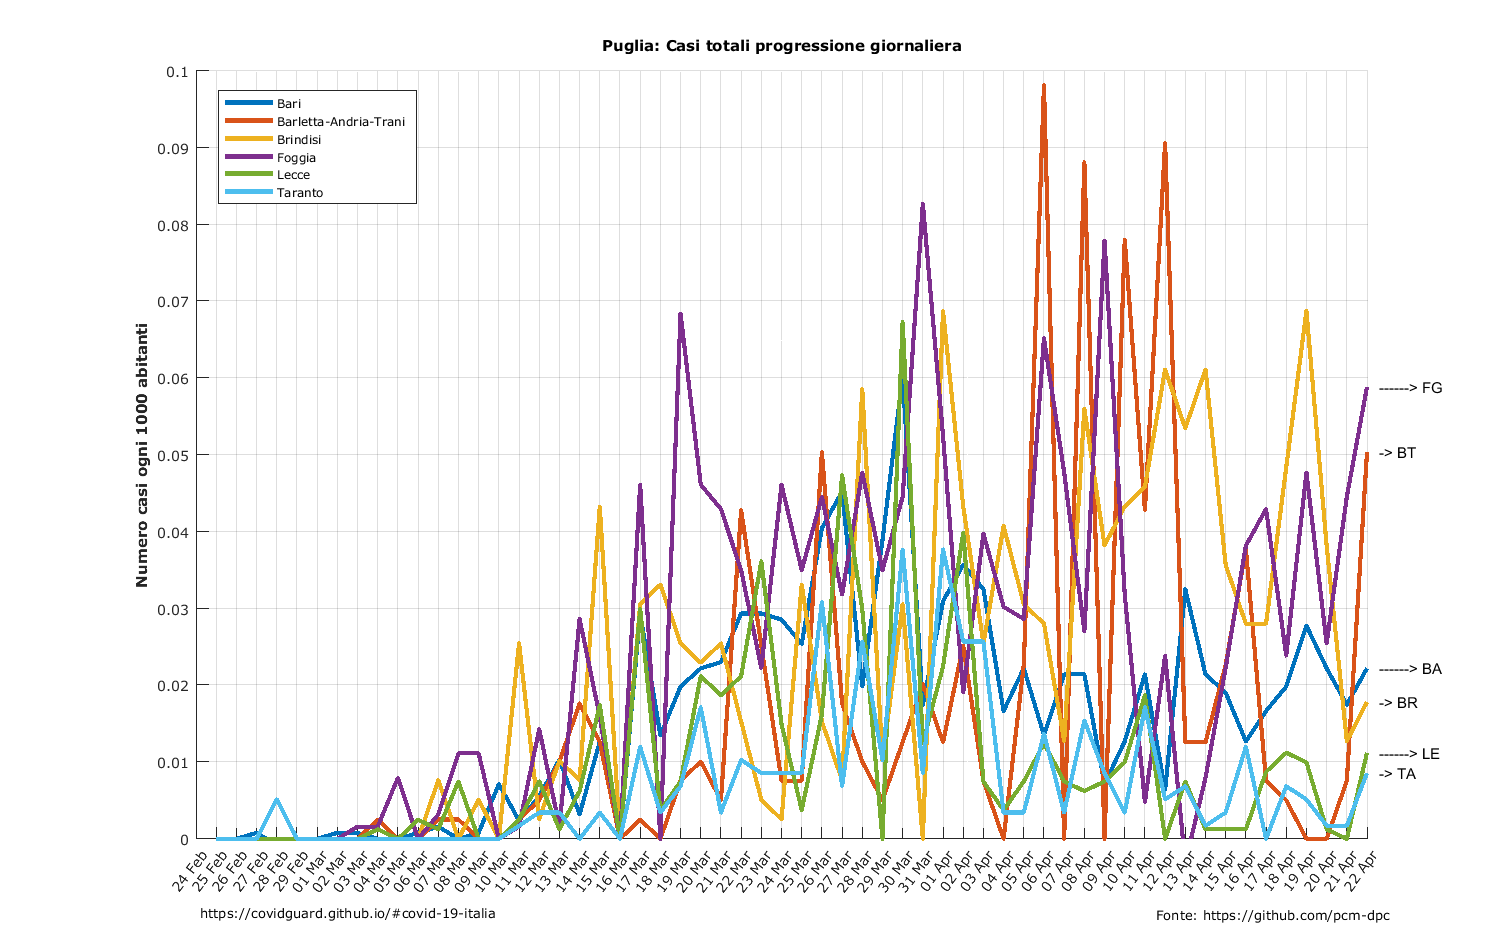 Puglia: Casi totali progressione giornaliera
Numero casi ogni 1000 abitanti
0.1
0.09
0.08
0.07
0.06
0.05
0.04
0.03
0.02
0.01
0
Bari
Barletta-Andria-Trani
Brindisi
Foggia
Lecce
Taranto
------> FG
-> BT
------> BA
-> BR
------> LE
-> TA
24 Feb
25 Feb
26 Feb
27 Feb
28 Feb
29 Feb
01 Mar
02 Mar
03 Mar
04 Mar
05 Mar
06 Mar
07 Mar
08 Mar
09 Mar
10 Mar
11 Mar
12 Mar
13 Mar
14 Mar
15 Mar
16 Mar
17 Mar
18 Mar
19 Mar
20 Mar
21 Mar
22 Mar
23 Mar
24 Mar
25 Mar
26 Mar
27 Mar
28 Mar
29 Mar
30 Mar
31 Mar
01 Apr
02 Apr
03 Apr
04 Apr
05 Apr
06 Apr
07 Apr
08 Apr
09 Apr
10 Apr
11 Apr
12 Apr
13 Apr
14 Apr
15 Apr
16 Apr
17 Apr
18 Apr
19 Apr
20 Apr
21 Apr
22 Apr
https://covidguard.github.io/#covid-19-italia
Fonte: https://github.com/pcm-dpc